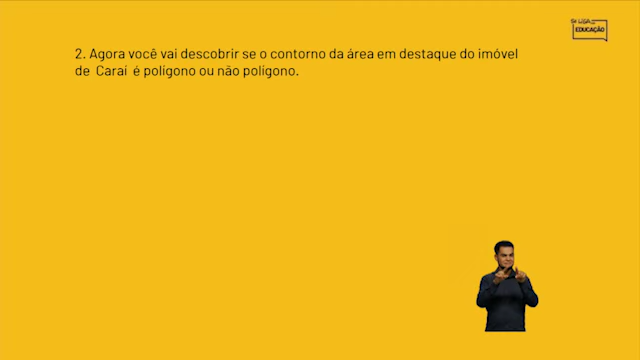 EDUCAÇÃO
2. Agora você vai descobrir se o contorno da área em destaque do imóvel
de Caraí é polígono ou não polígono.